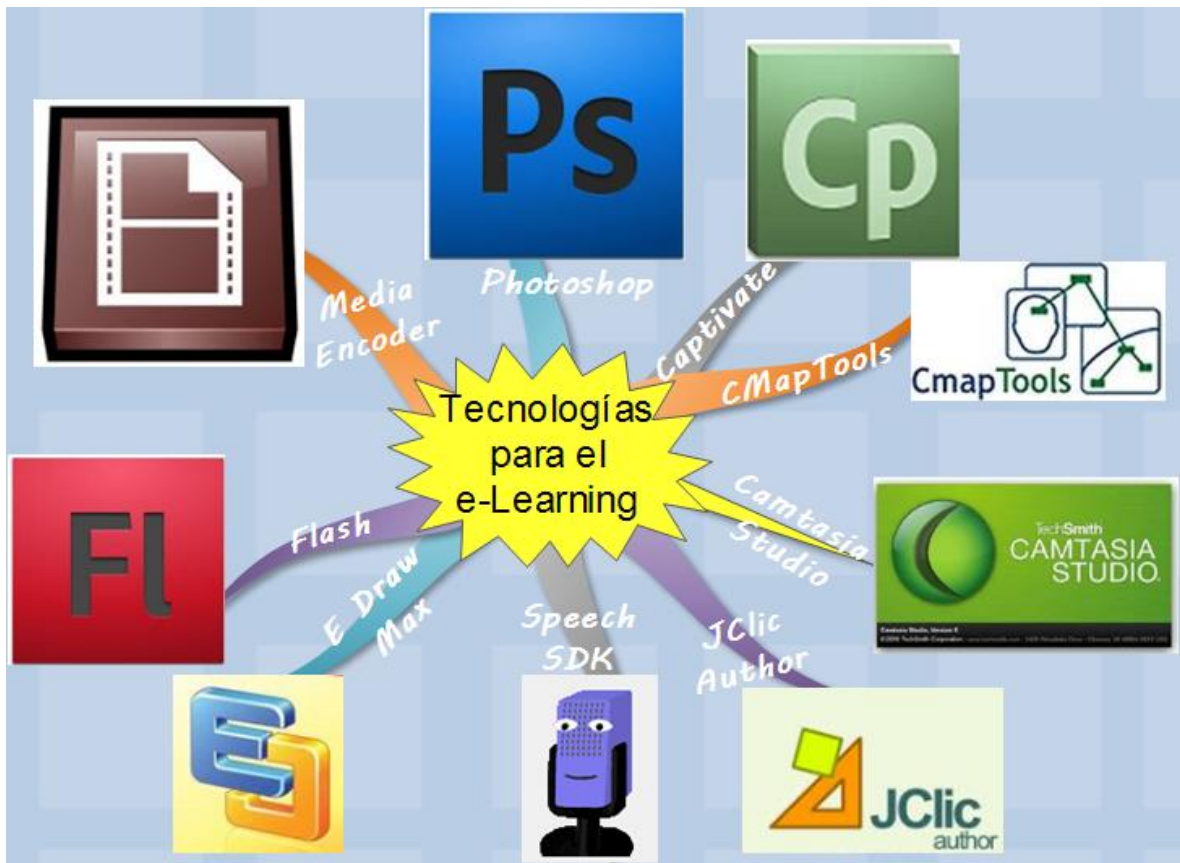 Ps
Cp
Photoshop
Media
Encoder
Captivate
CMapTools
CmapTools
Tecnologías
para el
e-Learning
Fl
Flash
Camtasia
Studio
TechSmith
CAMTASIA
STUDIO
E Draw
Max
Speech
SDK
JClic
Author
JClic
author